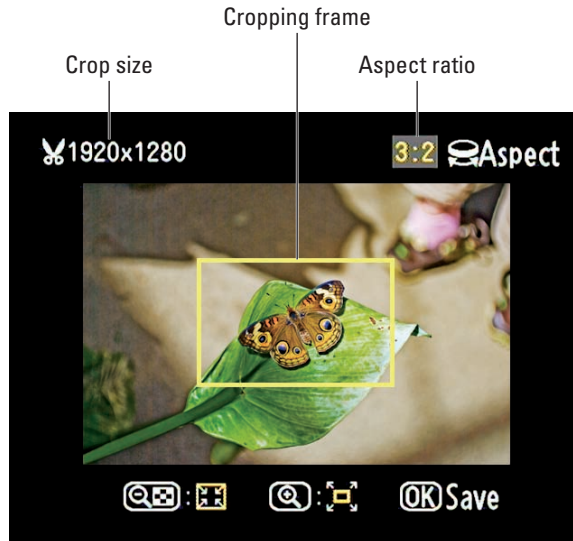 Cropping frame
Crop size Aspect ratio
1920x1280 3:2 Aspect
: : OK Save